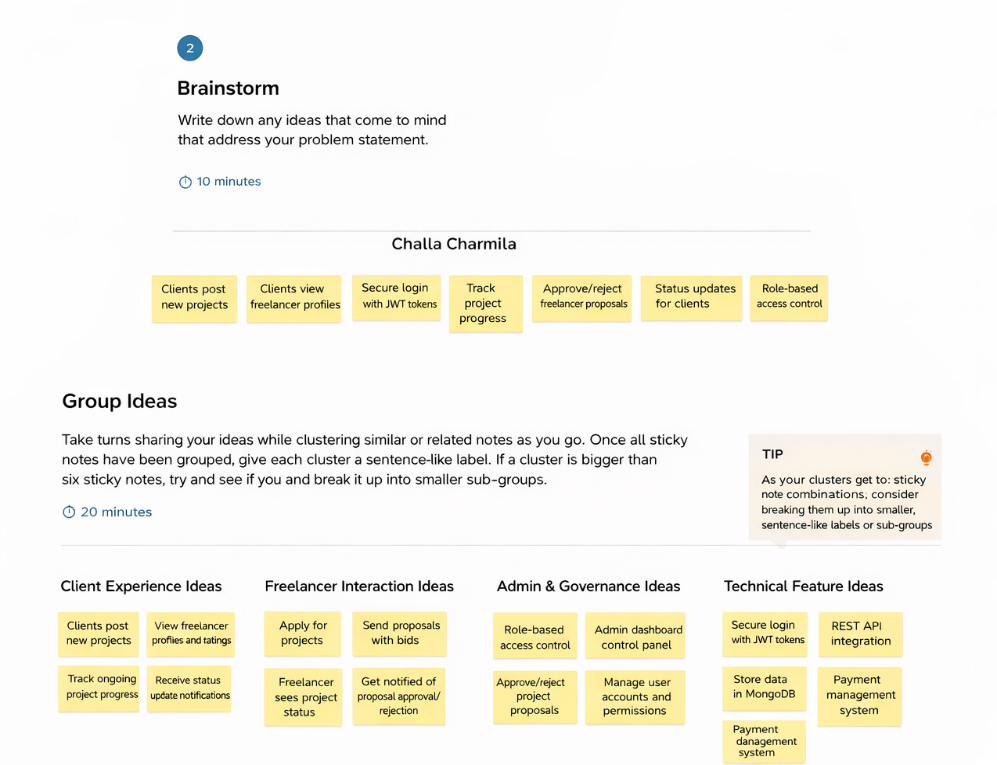 2
Brainstorm
Write down any ideas that come to mind
that address your problem statement.
10 minutes
Challa Charmila
Clients post
new projects
Clients view
freelancer profiles
Secure login
with JWT tokens
Track
project
progress
Approve/reject
freelancer proposals
Status updates
for clients
Role-based
access control
Group Ideas
Take turns sharing your ideas while clustering similar or related notes as you go. Once all sticky
notes have been grouped, give each cluster a sentence-like label. If a cluster is bigger than
six sticky notes, try and see if you and break it up into smaller sub-groups.
20 minutes
TIP
As your clusters get to: sticky
note combinations, consider
breaking them up into smaller,
sentence-like labels or sub-groups
Client Experience Ideas
Clients post
new projects
View freelancer
profles and tatings
Track ongoing
project progress
Receive status
update notifications
Freelancer Interaction Ideas
Apply for
projects
Send proposals
with bids
Freelancer
sees project
status
Get notified of
proposal approval/
rejection
Admin & Governance Ideas
Role-based
access control
Admin dashboard
control panel
Approve/reject
project
proposals
Manage user
accounts and
permissions
Technical Feature Ideas
Secure login
with JWT tokens
REST API
integration
Store data
in MongoDB
Payment
management
system
Payment
danagement
system